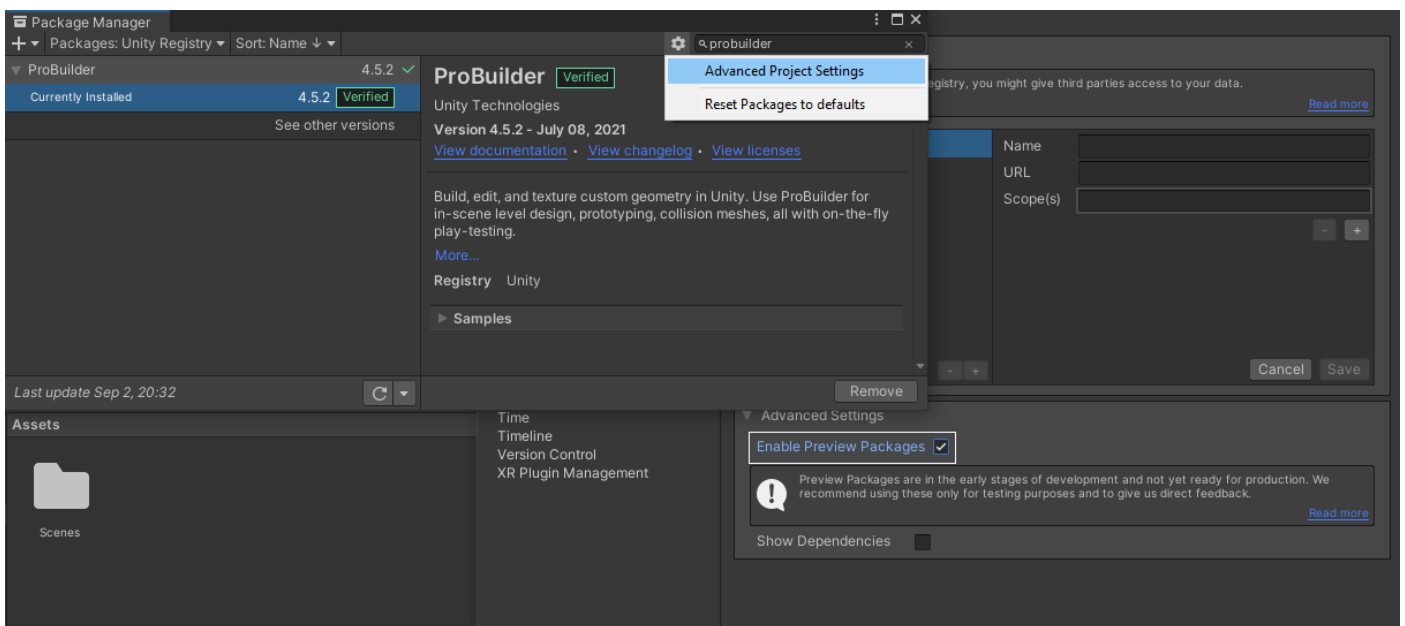 Package Manager
Packages: Unity Registry Sort: Name ↓
probuilder
Advanced Project Settings
Reset Packages to defaults
ProBuilder 4.5.2
Currently Installed 4.5.2 Verified
See other versions
ProBuilder Verified
Unity Technologies
Version 4.5.2 - July 08, 2021
View documentation • View changelog • View licenses
Build, edit, and texture custom geometry in Unity. Use ProBuilder for
in-scene level design, prototyping, collision meshes, all with on-the-fly
play-testing.
More...
Registry Unity
Samples
Last update Sep 2, 20:32
Remove
egistry, you might give third parties access to your data.
Read more
Name
URL
Scope(s)
- +
- +
Cancel Save
Assets
Scenes
Time
Timeline
Version Control
XR Plugin Management
Advanced Settings
Enable Preview Packages
Preview Packages are in the early stages of development and not yet ready for production. We
recommend using these only for testing purposes and to give us direct feedback.
Read more
Show Dependencies